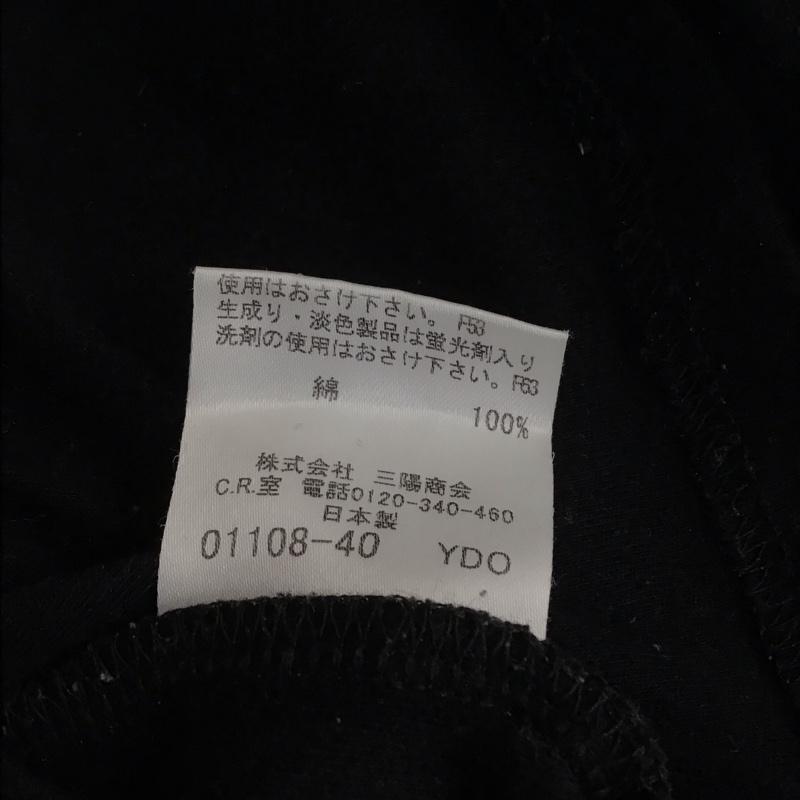 使用はおさけ下さい。 F53
生成り・淡色製品は蛍光剤入り
洗剤の使用はおさけ下さい。F63
綿
100%
株式会社 三陽商会
C.R.室 電話0120-340-460
日本製
01108-40 YDO